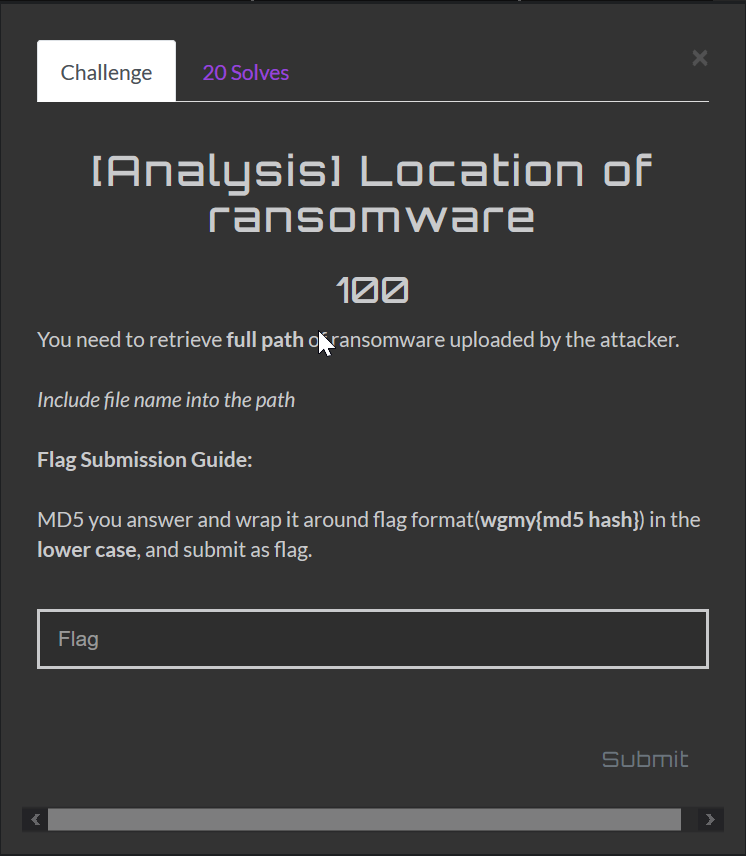 Challenge
20 Solves
×
[Analysis] Location of
ransomware
100
You need to retrieve full path of ransomware uploaded by the attacker.
Include file name into the path
Flag Submission Guide:
MD5 you answer and wrap it around flag format(wgmy{md5 hash}) in the
lower case, and submit as flag.
Flag
Submit